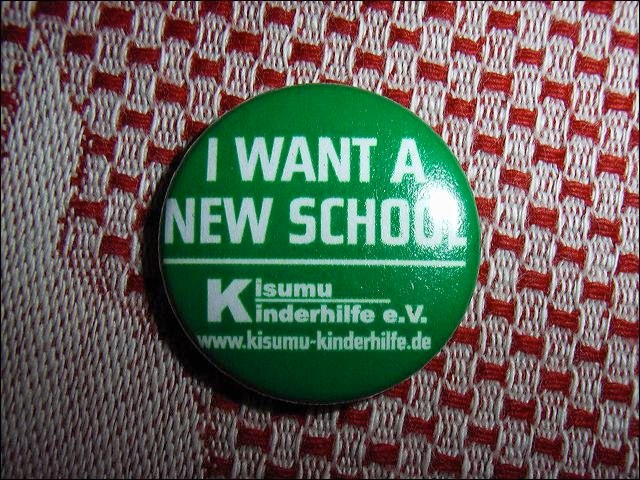 I WANT A
NEW SCHOOL
Kisumu
Kinderhilfe e.V.
www.kisumu-kinderhilfe.de